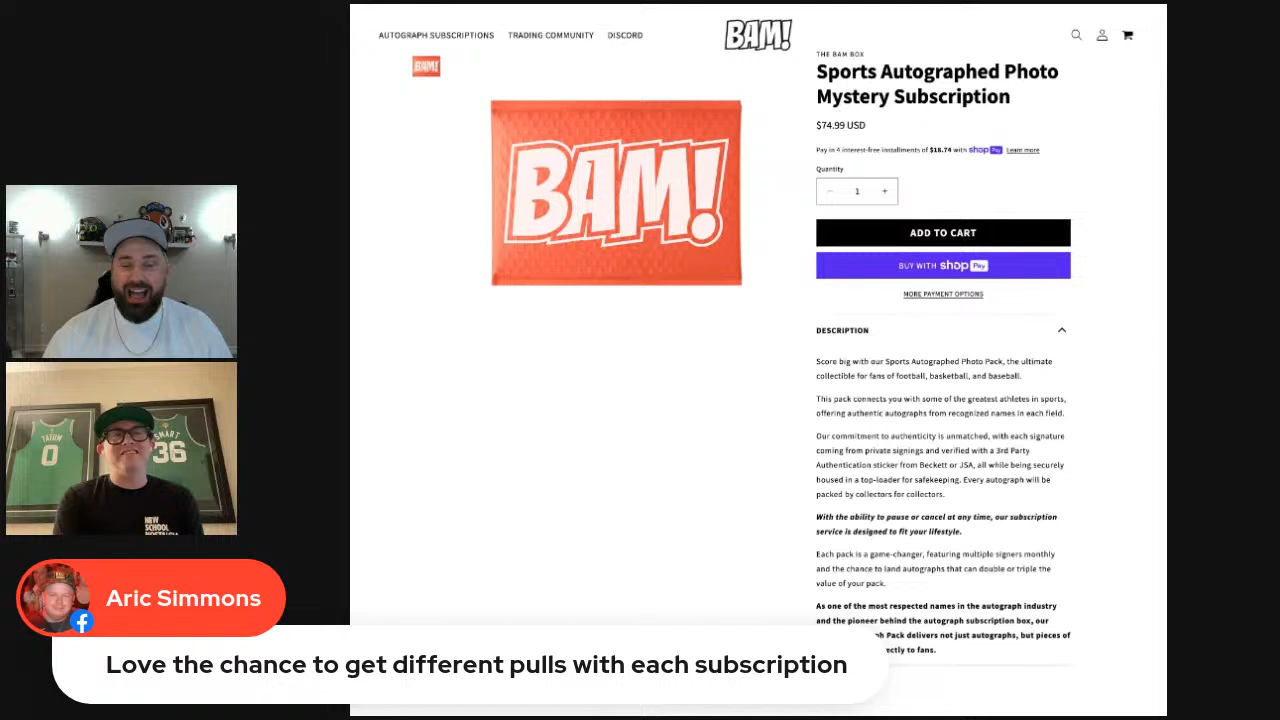 AUTOGRAPH SUBSCRIPTIONS TRADING COMMUNITY DISCORD
BAM!
BAM!
BAM!
THE BAM BOX
Sports Autographed Photo
Mystery Subscription
$74.99 USD
Pay in 4 interest-free installments of $18.74 with shop Pay Learn more
Quantity
1
ADD TO CART
BUY WITH shop Pay
MORE PAYMENT OPTIONS
DESCRIPTION
Score big with our Sports Autographed Photo Pack, the ultimate
collectible for fans of football, basketball, and baseball.
This pack connects you with some of the greatest athletes in sports,
offering authentic autographs from recognized names in each field.
Our commitment to authenticity is unmatched, with each signature
coming from private signings and verified with a 3rd Party
Authentication sticker from Beckett or JSA, all while being securely
housed in a top-loader for safekeeping. Every autograph will be
packed by collectors for collectors.
With the ability to pause or cancel at any time, our subscription
service is designed to fit your lifestyle.
Each pack is a game-changer, featuring multiple signers monthly
and the chance to land autographs that can double or triple the
value of your pack.
As one of the most respected names in the autograph industry
and the pioneer behind the autograph subscription box, our
Pack delivers not just autographs, but pieces of
to fans.
TATUM
0
SMART
36
NEW
SCHOOL
Aric Simmons
Love the chance to get different pulls with each subscription